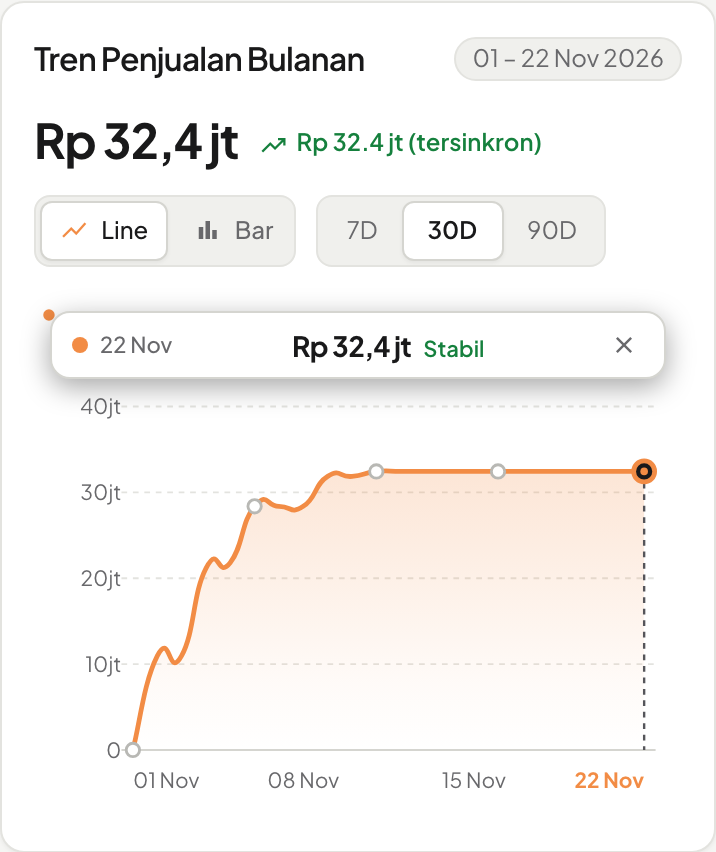 Tren Penjualan Bulanan
01 – 22 Nov 2026
Rp 32,4 jt
Rp 32.4 jt (tersinkron)
Line
Bar
7D
30D
90D
22 Nov
Rp 32,4 jt Stabil
40jt
30jt
20jt
10jt
0
01 Nov
08 Nov
15 Nov
22 Nov